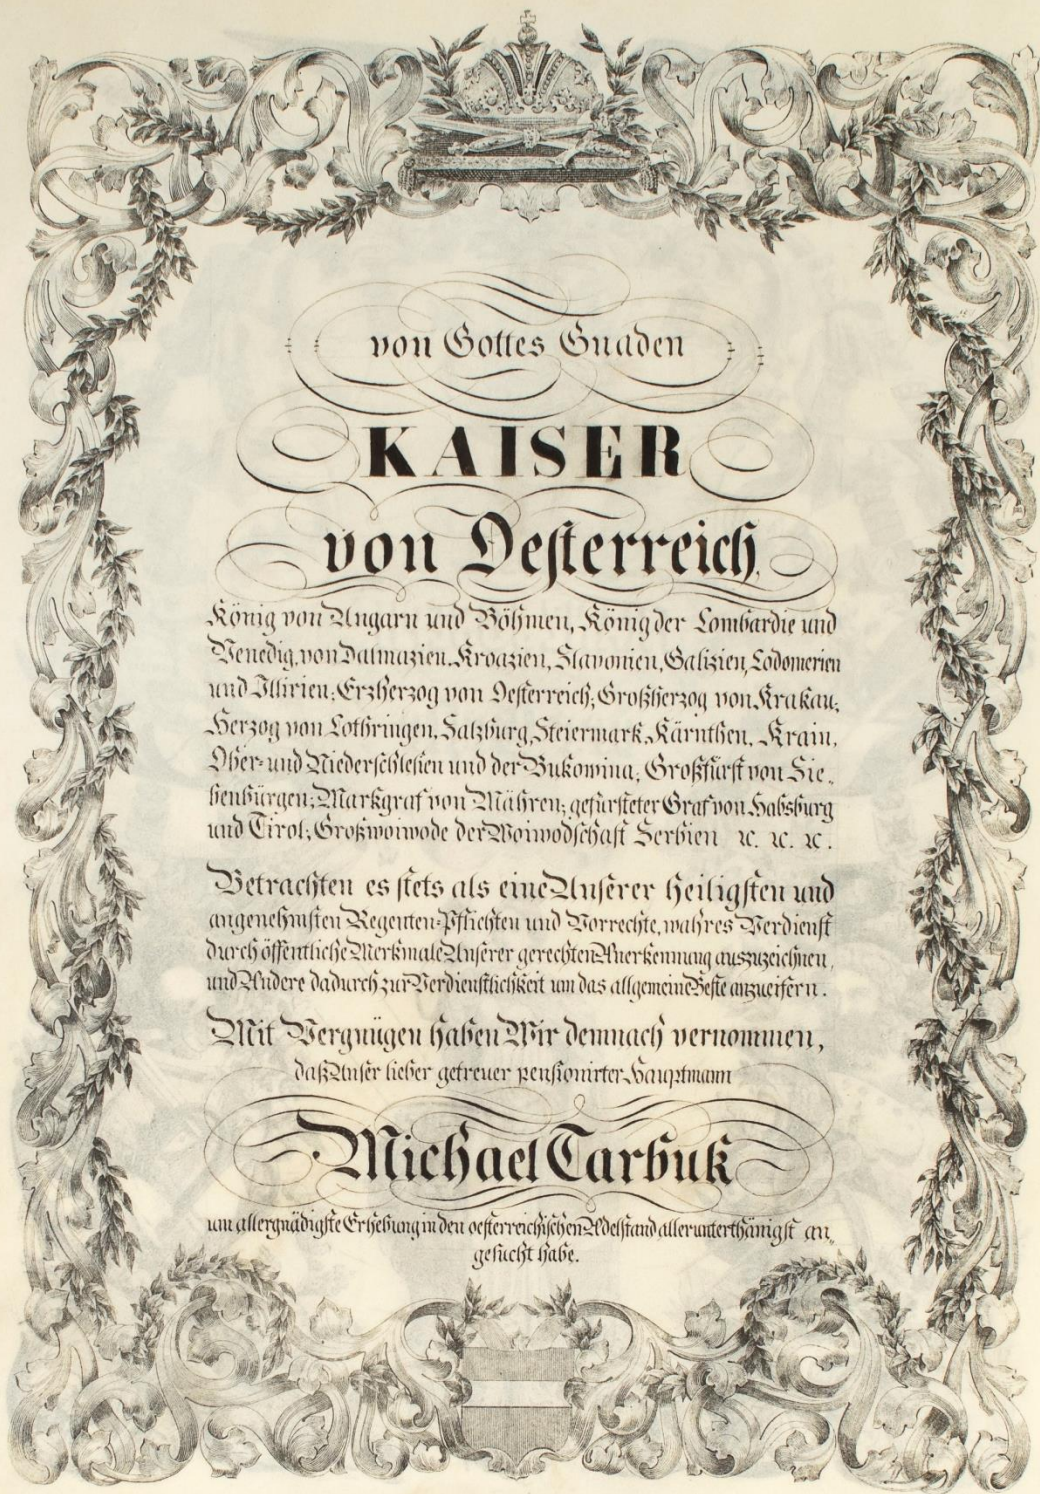 von Gottes Gnaden
KAISER
von Oesterreich,
König von Ungarn und Böhmen, König der Lombardie und
Venedig, von Dalmazien, Kroazien, Slavonien, Galizien, Lodomerien
und Illirien; Erzherzog von Oesterreich; Großherzog von Krakau;
Herzog von Lothringen, Salzburg, Steiermark, Kärnthen, Krain,
Ober- und Niederschlesien und der Bukowina; Großfürst von Sie„
benbürgen; Markgraf von Mähren; gefürsteter Graf von Habsburg
und Tirol; Großwoiwode der Woiwodschaft Serbien ꝛc. ꝛc. ꝛc.
Betrachten es stets als eine Unserer heiligsten und
angenehmsten Regenten-Pflichten und Vorrechte, wahres Verdienst
durch öffentliche Merkmale Unserer gerechten Anerkennung auszuzeichnen,
und Andere dadurch zur Verdienstlichkeit um das allgemeine Beste anzueifern.
Mit Vergnügen haben Wir demnach vernommen,
daß Unser lieber getreuer pensionirter Hauptmann
Michael Tarbuk
um allergnädigste Erhebung in den oesterreichischen Adelstand allerunterthänigst an„
gesucht habe.